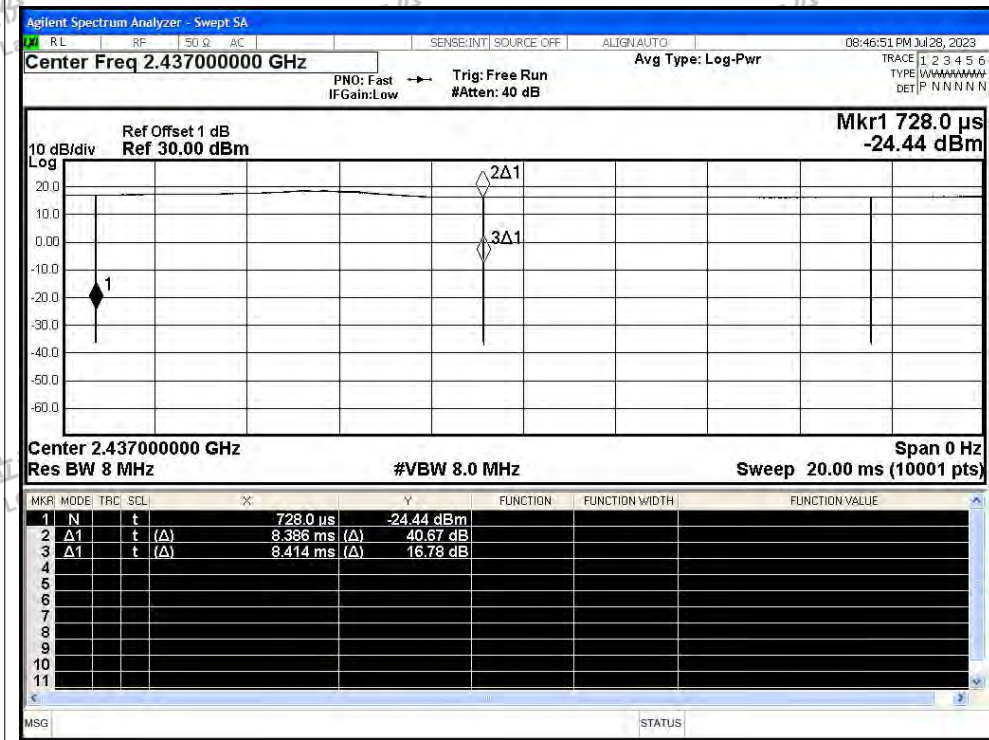 Agilent Spectrum Analyzer - Swept SA
RL RF 50 Ω AC SENSE:INT SOURCE OFF ALIGNAUTO 08:46:51 PM Jul 28, 2023
Center Freq 2.437000000 GHz Avg Type: Log-Pwr TRACE 1 2 3 4 5 6
PNO: Fast Trig: Free Run TYPE WWWWWW
IFGain:Low #Atten: 40 dB DET P N N N N N
Mkr1 728.0 µs
Ref Offset 1 dB
10 dB/div Ref 30.00 dBm -24.44 dBm
Log
20.0
10.0
0.00
-10.0
-20.0
-30.0
-40.0
-50.0
-60.0
2Δ1
3Δ1
1
Center 2.437000000 GHz Span 0 Hz
Res BW 8 MHz #VBW 8.0 MHz Sweep 20.00 ms (10001 pts)
MKR MODE TRC SCL X Y FUNCTION FUNCTION WIDTH FUNCTION VALUE
1 N t 728.0 µs -24.44 dBm
2 Δ1 t (Δ) 8.386 ms (Δ) 40.67 dB
3 Δ1 t (Δ) 8.414 ms (Δ) 16.78 dB
4
5
6
7
8
9
10
11
MSG STATUS